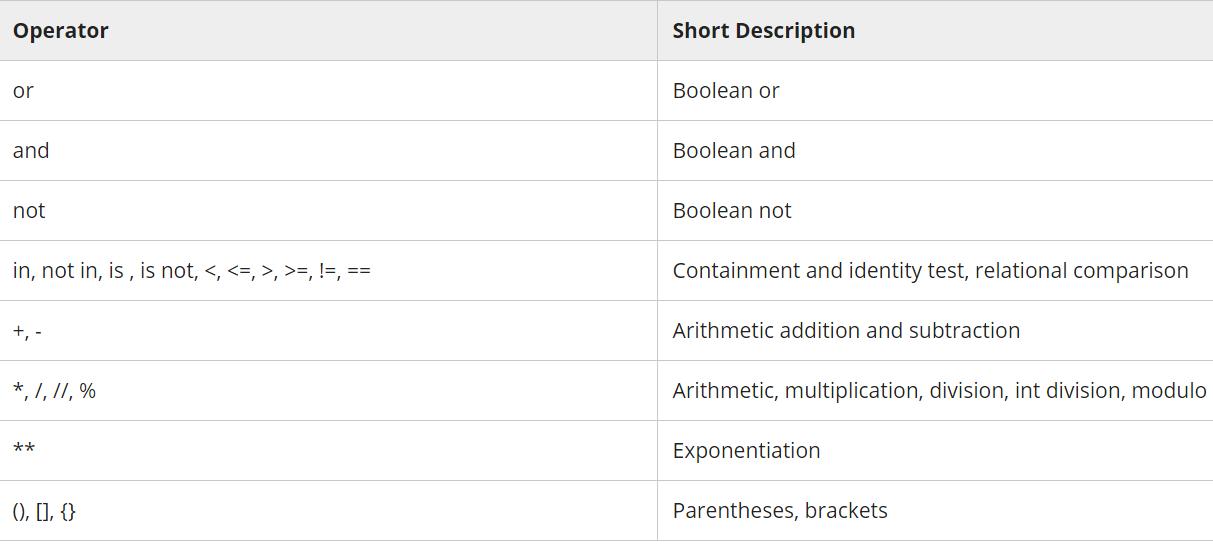 Operator Short Description
or Boolean or
and Boolean and
not Boolean not
in, not in, is , is not, <, <=, >, >=, !=, == Containment and identity test, relational comparison
+, - Arithmetic addition and subtraction
*, /, //, % Arithmetic, multiplication, division, int division, modulo
** Exponentiation
(), [], {} Parentheses, brackets